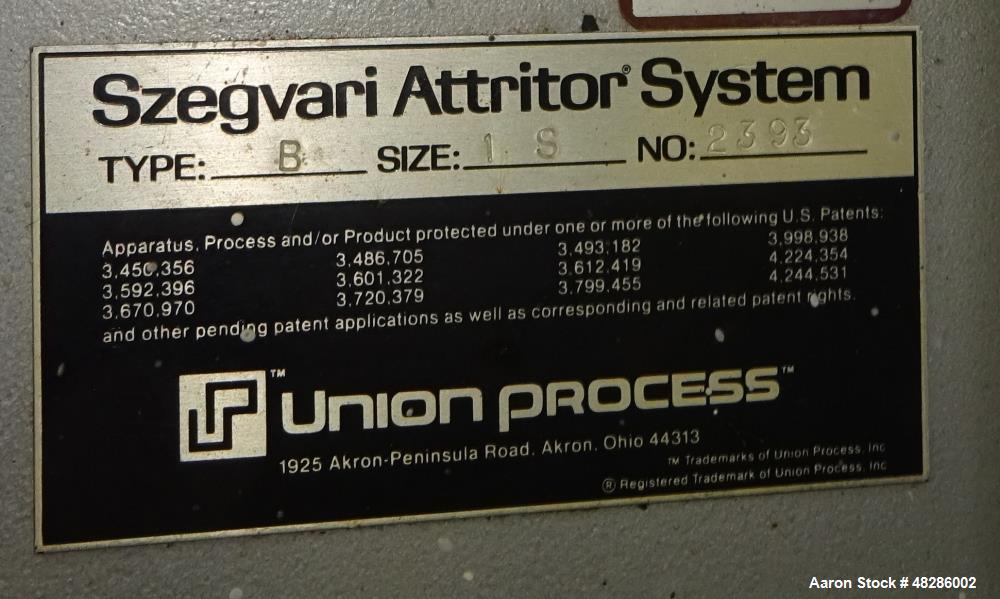 Szegvari Attritor® System
TYPE: B SIZE: 1 S NO: 2393
Apparatus, Process and/or Product protected under one or more of the following U.S. Patents:
3,450,356 3,486,705 3,493,182 3,998,938
3,592,396 3,601,322 3,612,419 4,224,354
3,670,970 3,720,379 3,799,455 4,244,531
and other pending patent applications as well as corresponding and related patent rights.
™ UNION PROCESS™
1925 Akron-Peninsula Road, Akron, Ohio 44313
™ Trademarks of Union Process, Inc
® Registered Trademark of Union Process, Inc
Aaron Stock # 48286002